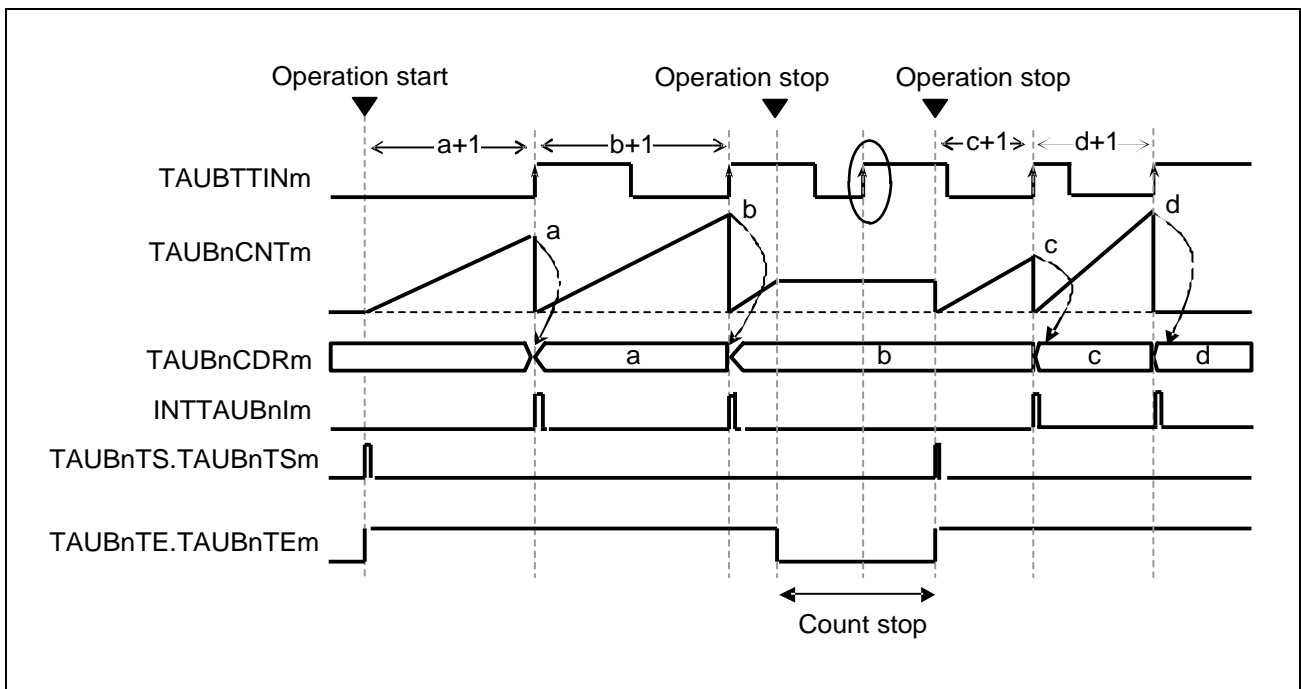 Operation start
Operation stop
Operation stop
a+1
b+1
c+1
d+1
TAUBTTINm
TAUBnCNTm
a
b
c
d
TAUBnCDRm
a
b
c
d
INTTAUBnIm
TAUBnTS.TAUBnTSm
TAUBnTE.TAUBnTEm
Count stop